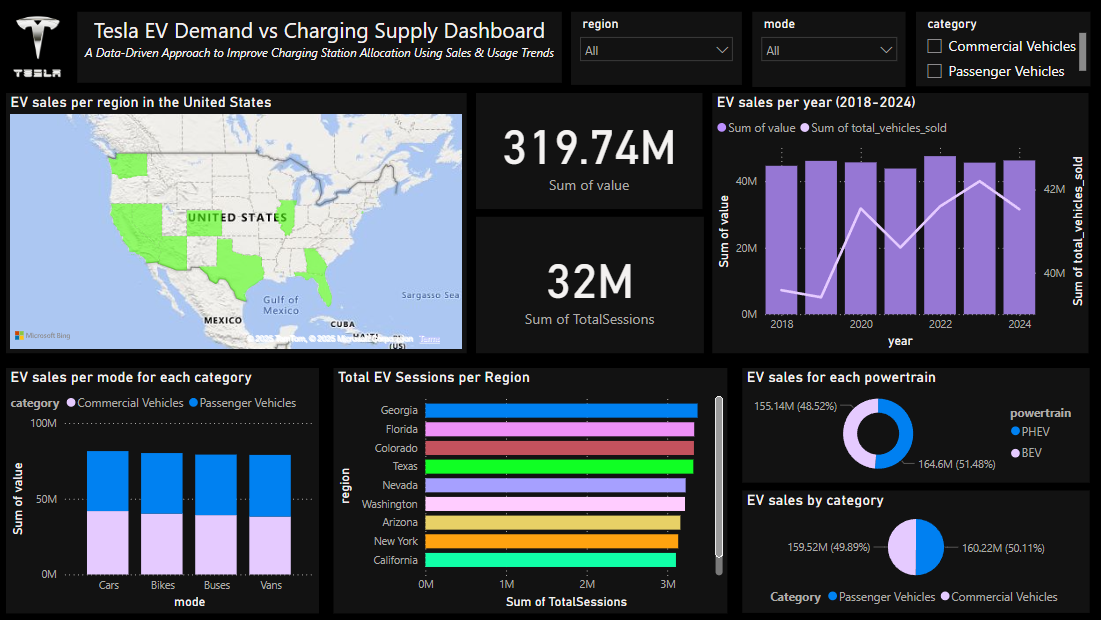 TESLA
Tesla EV Demand vs Charging Supply Dashboard
A Data-Driven Approach to Improve Charging Station Allocation Using Sales & Usage Trends
region
All
mode
All
category
Commercial Vehicles
Passenger Vehicles
EV sales per region in the United States
UNITED STATES
Gulf of
Mexico
Sargasso Sea
MEXICO
CUBA
HAITI
(US)
Microsoft Bing
Microsoft Corporation
Terms
319.74M
Sum of value
32M
Sum of TotalSessions
EV sales per year (2018-2024)
Sum of value
Sum of total_vehicles_sold
Sum of value
40M
20M
0M
42M
40M
Sum of total_vehicles_sold
2018
2020
2022
2024
year
EV sales per mode for each category
category
Commercial Vehicles
Passenger Vehicles
Sum of value
100M
50M
0M
Cars
Bikes
Buses
Vans
mode
Total EV Sessions per Region
region
Georgia
Florida
Colorado
Texas
Nevada
Washington
Arizona
New York
California
0M
1M
2M
3M
Sum of TotalSessions
EV sales for each powertrain
155.14M (48.52%)
164.6M (51.48%)
powertrain
PHEV
BEV
EV sales by category
159.52M (49.89%)
160.22M (50.11%)
Category
Passenger Vehicles
Commercial Vehicles